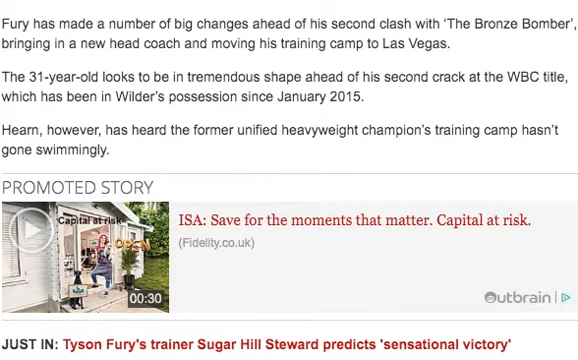 Fury has made a number of big changes ahead of his second clash with ‘The Bronze Bomber’,
bringing in a new head coach and moving his training camp to Las Vegas.
The 31-year-old looks to be in tremendous shape ahead of his second crack at the WBC title,
which has been in Wilder’s possession since January 2015.
Hearn, however, has heard the former unified heavyweight champion’s training camp hasn’t
gone swimmingly.
PROMOTED STORY
Capital at risk
OPEN
00:30
ISA: Save for the moments that matter. Capital at risk.
(Fidelity.co.uk)
Outbrain
JUST IN: Tyson Fury's trainer Sugar Hill Steward predicts 'sensational victory'